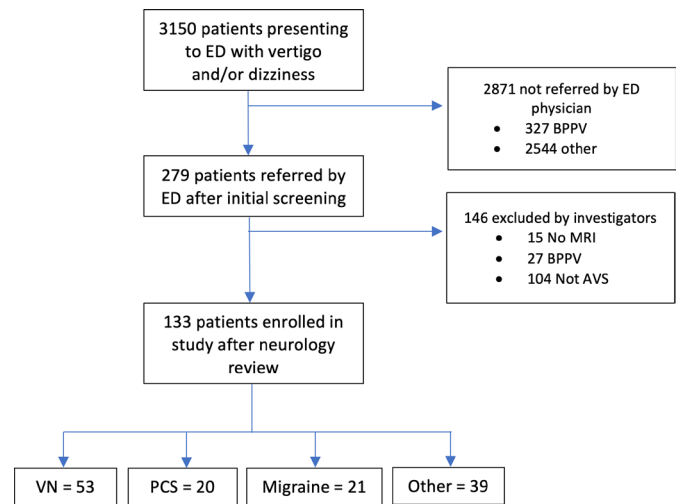 3150 patients presenting
to ED with vertigo
and/or dizziness
2871 not referred by ED
physician
• 327 BPPV
• 2544 other
279 patients referred by
ED after initial screening
146 excluded by investigators
• 15 No MRI
• 27 BPPV
• 104 Not AVS
133 patients enrolled in
study after neurology
review
VN = 53
PCS = 20
Migraine = 21
Other = 39